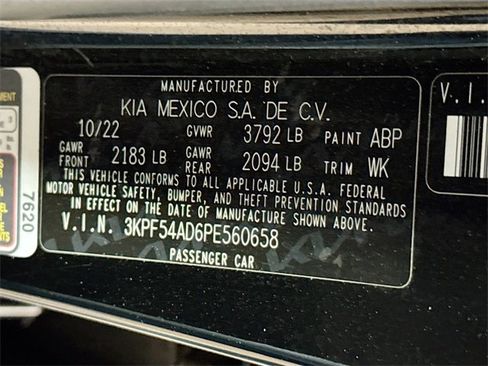 MANUFACTURED BY
KIA MEXICO S.A. DE C.V.
10/22 GVWR 3792 LB PAINT ABP
GAWR FRONT 2183 LB GAWR REAR 2094 LB TRIM WK
THIS VEHICLE CONFORMS TO ALL APPLICABLE U.S.A. FEDERAL
MOTOR VEHICLE SAFETY, BUMPER, AND THEFT PREVENTION STANDARDS
IN EFFECT ON THE DATE OF MANUFACTURE SHOWN ABOVE.
V.I.N. 3KPF54AD6PE560658
PASSENGER CAR
7620
V.I.